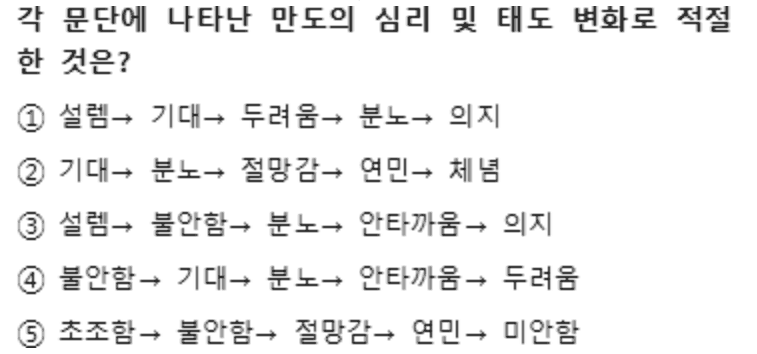 각 문단에 나타난 만도의 심리 및 태도 변화로 적절
한 것은?
① 설렘→ 기대→ 두려움→ 분노→ 의지
② 기대→ 분노→ 절망감→ 연민→ 체념
③ 설렘→ 불안함→ 분노→ 안타까움→ 의지
④ 불안함→ 기대→ 분노→ 안타까움→ 두려움
⑤ 초조함→ 불안함→ 절망감→ 연민→ 미안함